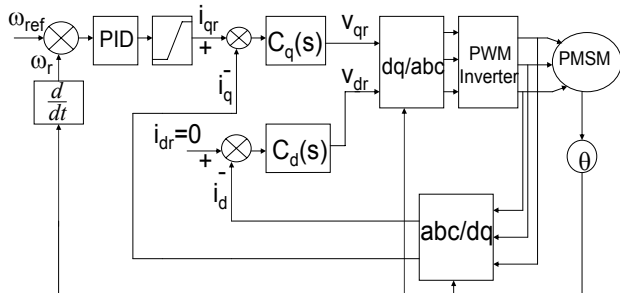 ω_ref
ω_r
d/dt
PID
i_qr
+
-
i_q
C_q(s)
v_qr
dq/abc
PWM
Inverter
PMSM
v_dr
i_dr=0
+
-
i_d
C_d(s)
θ
abc/dq